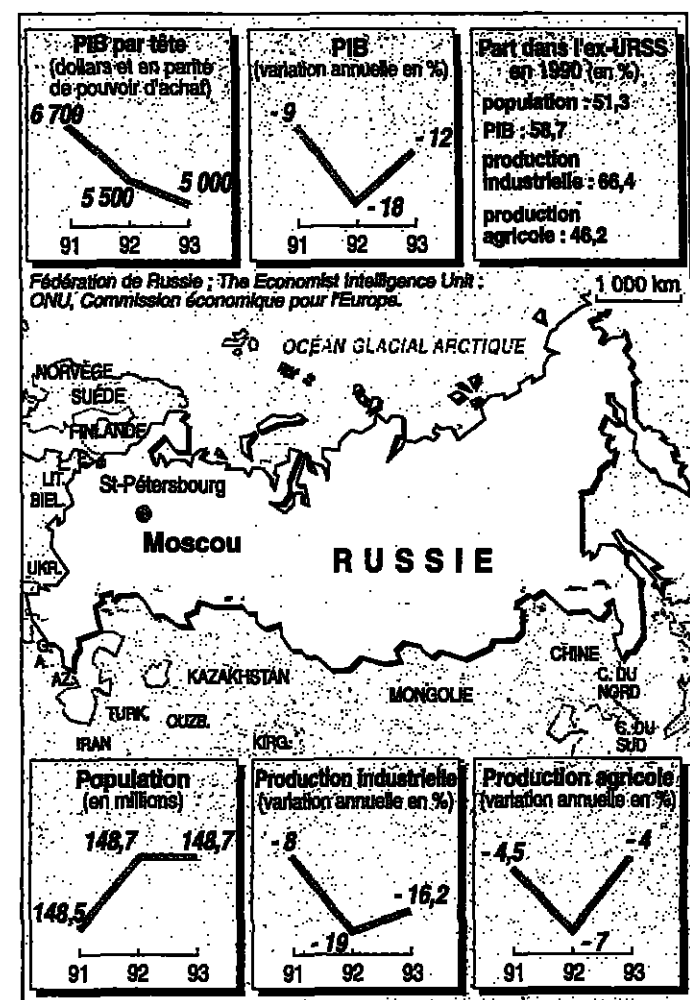 PIB par tête
(dollars et en parité
de pouvoir d'achat)
6 700
5 500
5 000
91 92 93
PIB
(variation annuelle en %)
- 9
- 18
- 12
91 92 93
Part dans l'ex-URSS
en 1990 (en %)
population : 51,3
PIB : 58,7
production
industrielle : 66,4
production
agricole : 46,2
Fédération de Russie ; The Economist Intelligence Unit ;
ONU, Commission économique pour l'Europe.
1 000 km
OCÉAN GLACIAL ARCTIQUE
NORVÈGE
SUÈDE
FINLANDE
LIT.
BIEL.
St-Pétersbourg
Moscou
RUSSIE
UKR.
G.
A.
AZ.
KAZAKHSTAN
TURK.
OUZB.
IRAN
KIRG.
MONGOLIE
CHINE
C. DU
NORD
C. DU
SUD
Population
(en millions)
148,5
148,7
148,7
91 92 93
Production industrielle
(variation annuelle en %)
- 8
- 19
- 16,2
91 92 93
Production agricole
(variation annuelle en %)
- 4,5
- 7
- 4
91 92 93